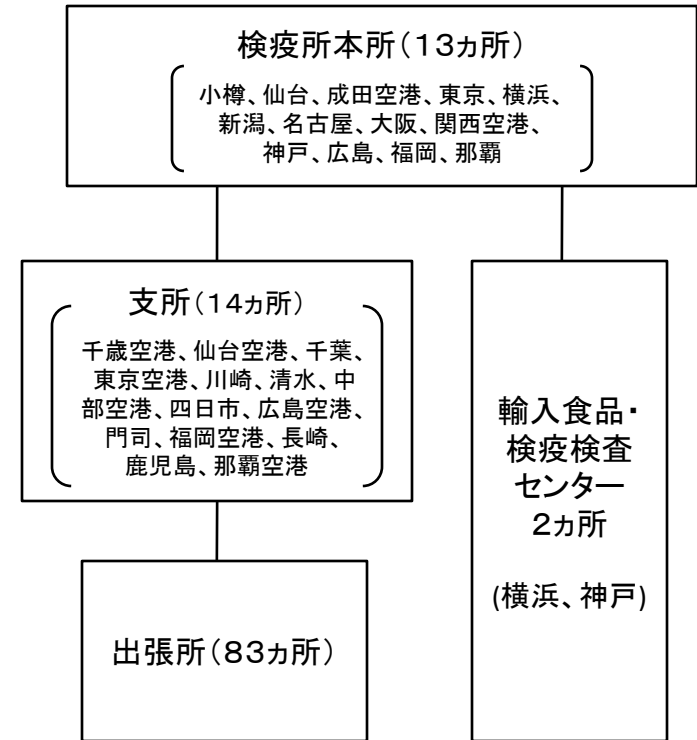 検疫所本所（１３ヵ所）
小樽、仙台、成田空港、東京、横浜、
新潟、名古屋、大阪、関西空港、
神戸、広島、福岡、那覇
支所（１４ヵ所）
千歳空港、仙台空港、千葉、
東京空港、川崎、清水、中
部空港、四日市、広島空港、
門司、福岡空港、長崎、
鹿児島、那覇空港
出張所（８３ヵ所）
輸入食品・
検疫検査
センター
２ヵ所
(横浜、神戸)